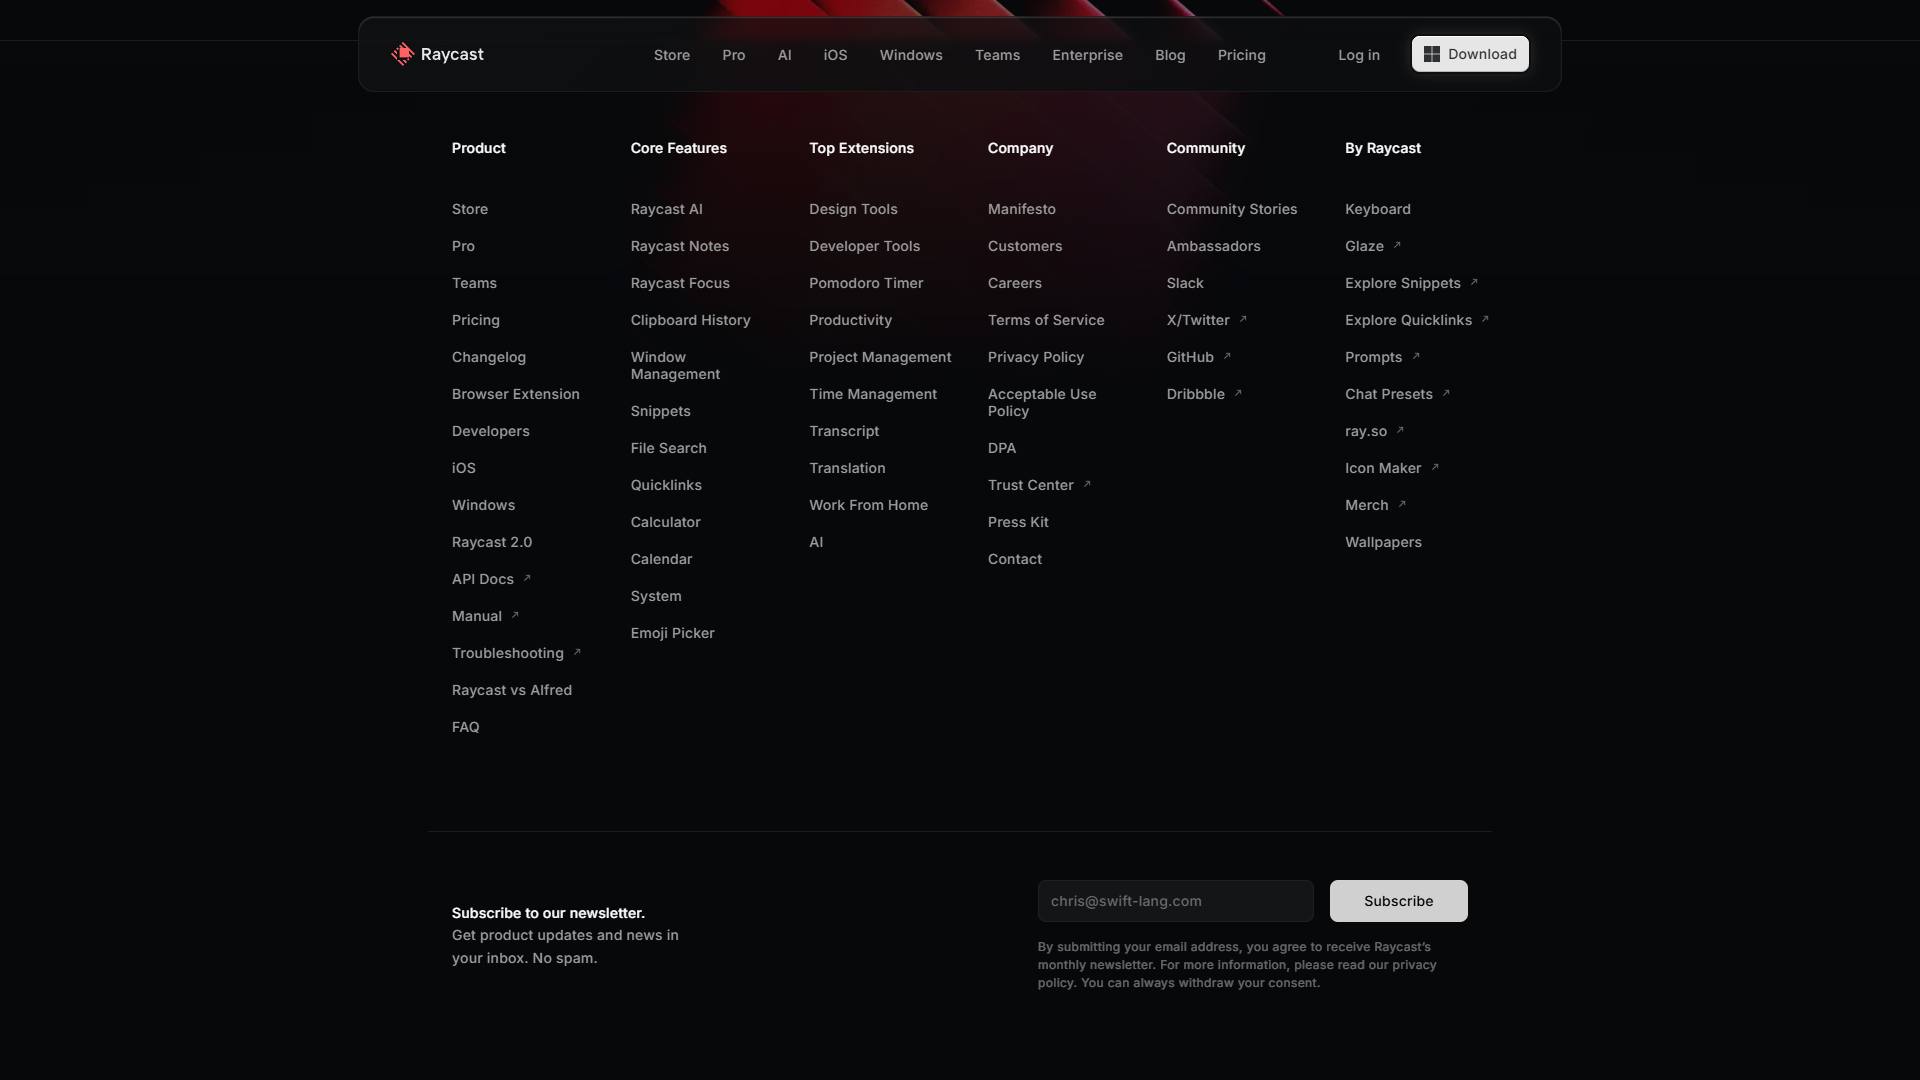 Raycast
Store
Pro
AI
iOS
Windows
Teams
Enterprise
Blog
Pricing
Log in
Download
Product
Store
Pro
Teams
Pricing
Changelog
Browser Extension
Developers
iOS
Windows
Raycast 2.0
API Docs
Manual
Troubleshooting
Raycast vs Alfred
FAQ
Core Features
Raycast AI
Raycast Notes
Raycast Focus
Clipboard History
Window
Management
Snippets
File Search
Quicklinks
Calculator
Calendar
System
Emoji Picker
Top Extensions
Design Tools
Developer Tools
Pomodoro Timer
Productivity
Project Management
Time Management
Transcript
Translation
Work From Home
AI
Company
Manifesto
Customers
Careers
Terms of Service
Privacy Policy
Acceptable Use
Policy
DPA
Trust Center
Press Kit
Contact
Community
Community Stories
Ambassadors
Slack
X/Twitter
GitHub
Dribbble
By Raycast
Keyboard
Glaze
Explore Snippets
Explore Quicklinks
Prompts
Chat Presets
ray.so
Icon Maker
Merch
Wallpapers
Subscribe to our newsletter.
Get product updates and news in
your inbox. No spam.
chris@swift-lang.com
Subscribe
By submitting your email address, you agree to receive Raycast’s
monthly newsletter. For more information, please read our privacy
policy. You can always withdraw your consent.